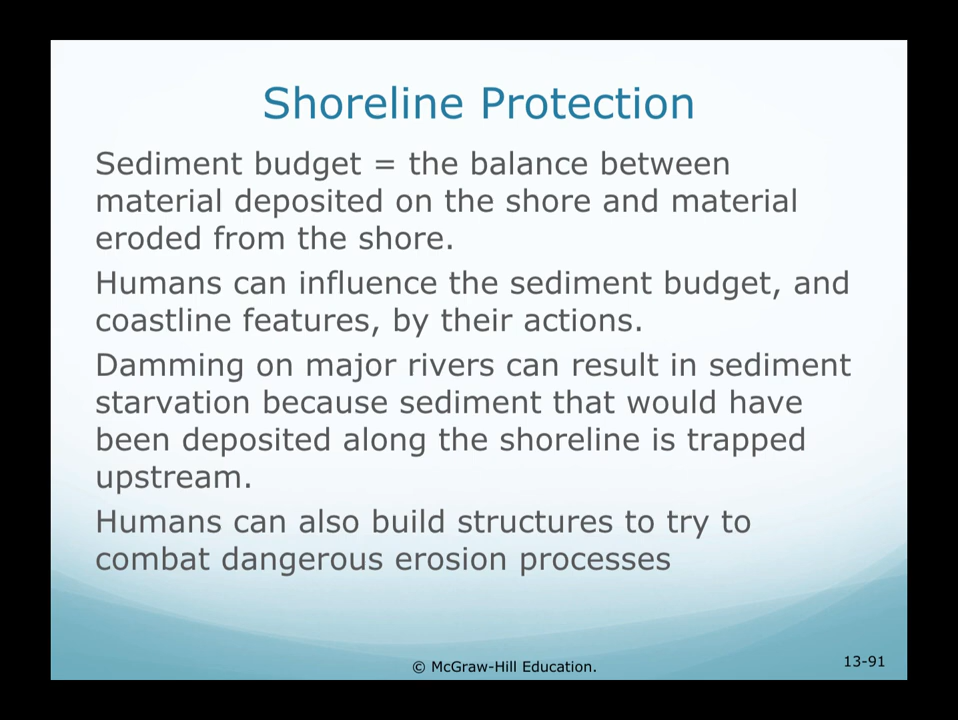 Shoreline Protection
Sediment budget = the balance between
material deposited on the shore and material
eroded from the shore.
Humans can influence the sediment budget, and
coastline features, by their actions.
Damming on major rivers can result in sediment
starvation because sediment that would have
been deposited along the shoreline is trapped
upstream.
Humans can also build structures to try to
combat dangerous erosion processes
© McGraw-Hill Education.
13-91